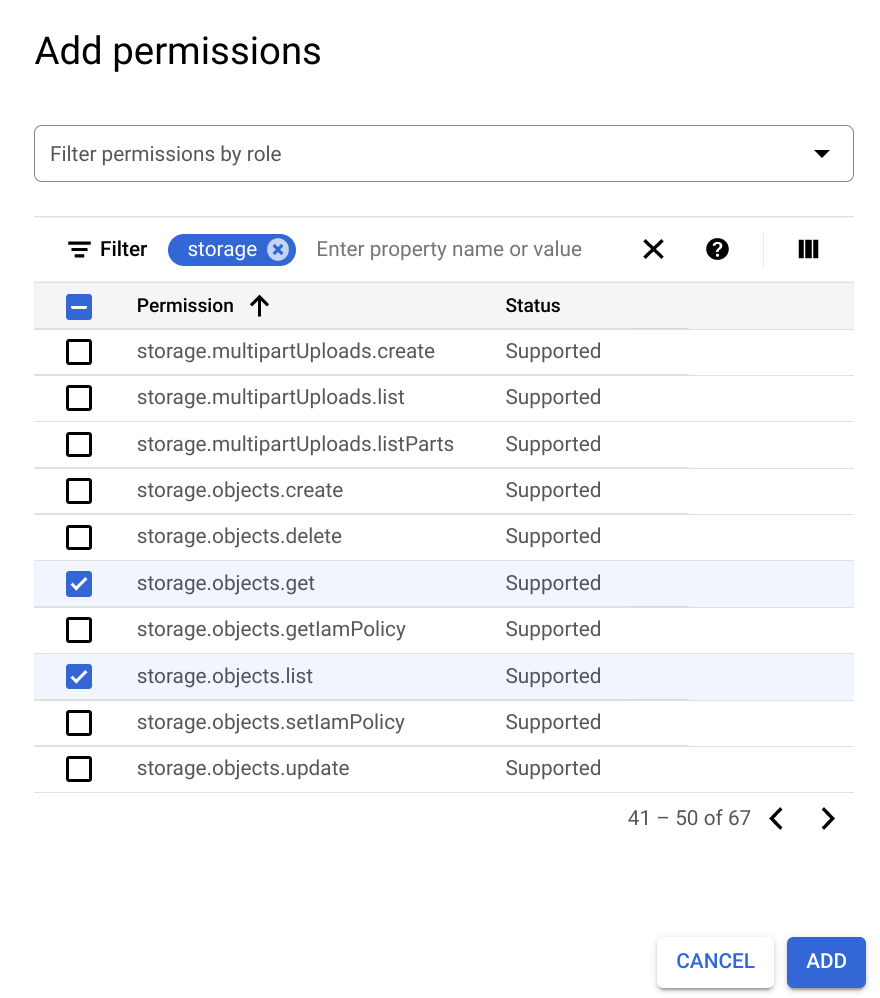 Add permissions
Filter permissions by role
Filter storage Enter property name or value
Permission Status
storage.multipartUploads.create Supported
storage.multipartUploads.list Supported
storage.multipartUploads.listParts Supported
storage.objects.create Supported
storage.objects.delete Supported
storage.objects.get Supported
storage.objects.getIamPolicy Supported
storage.objects.list Supported
storage.objects.setIamPolicy Supported
storage.objects.update Supported
41 – 50 of 67
CANCEL ADD